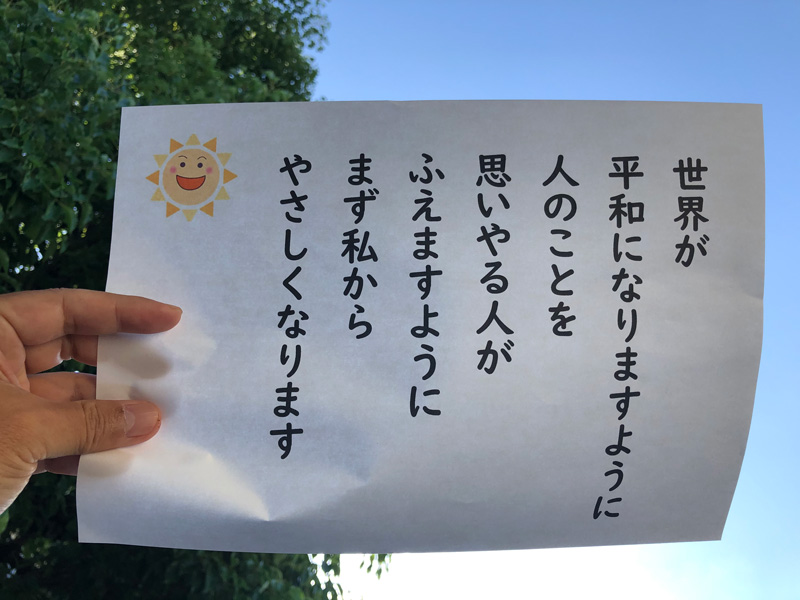 世界が
平和になりますように
人のことを
思いやる人が
ふえますように
まず私から
やさしくなります